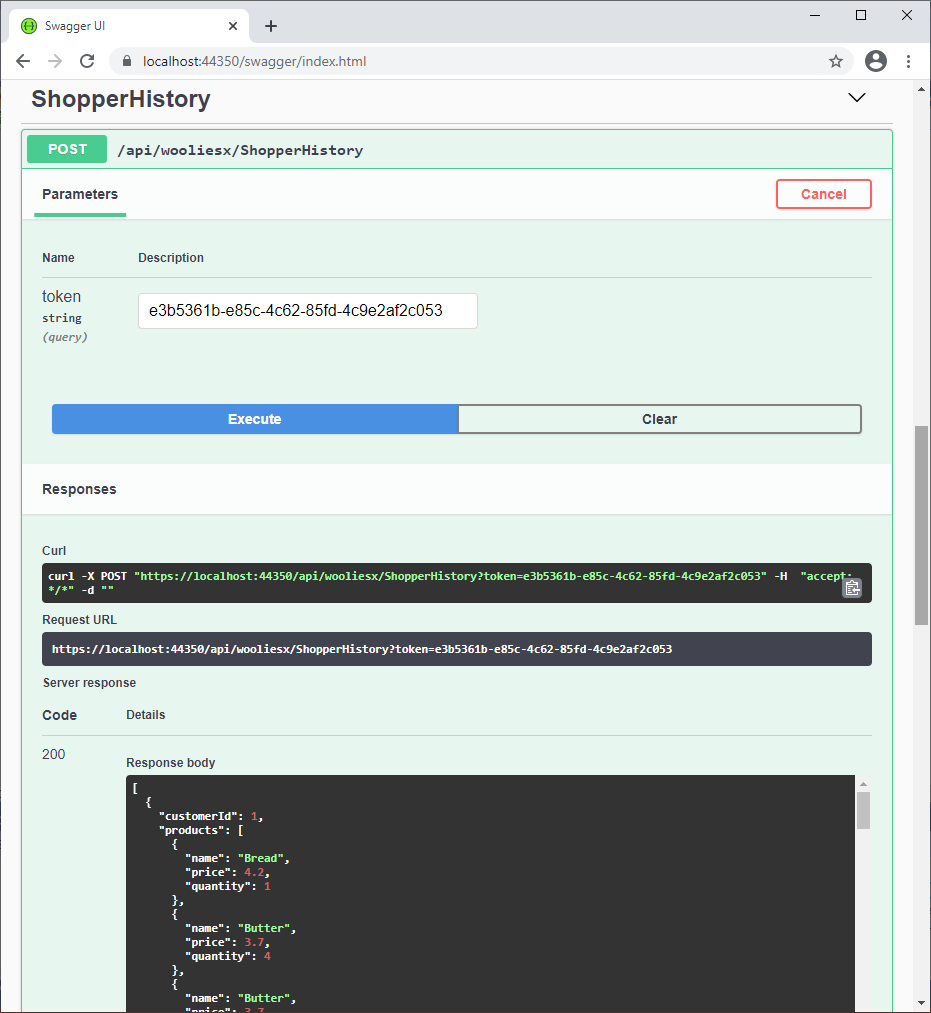 Swagger UI
localhost:44350/swagger/index.html
ShopperHistory
POST /api/wooliesx/ShopperHistory
Parameters
Cancel
Name Description
token
string
(query)
e3b5361b-e85c-4c62-85fd-4c9e2af2c053
Execute Clear
Responses
Curl
curl -X POST "https://localhost:44350/api/wooliesx/ShopperHistory?token=e3b5361b-e85c-4c62-85fd-4c9e2af2c053" -H  "accept:
*/*" -d ""
Request URL
https://localhost:44350/api/wooliesx/ShopperHistory?token=e3b5361b-e85c-4c62-85fd-4c9e2af2c053
Server response
Code Details
200
Response body
[
  {
    "customerId": 1,
    "products": [
      {
        "name": "Bread",
        "price": 4.2,
        "quantity": 1
      },
      {
        "name": "Butter",
        "price": 3.7,
        "quantity": 4
      },
      {
        "name": "Butter",
        "price": 3.7